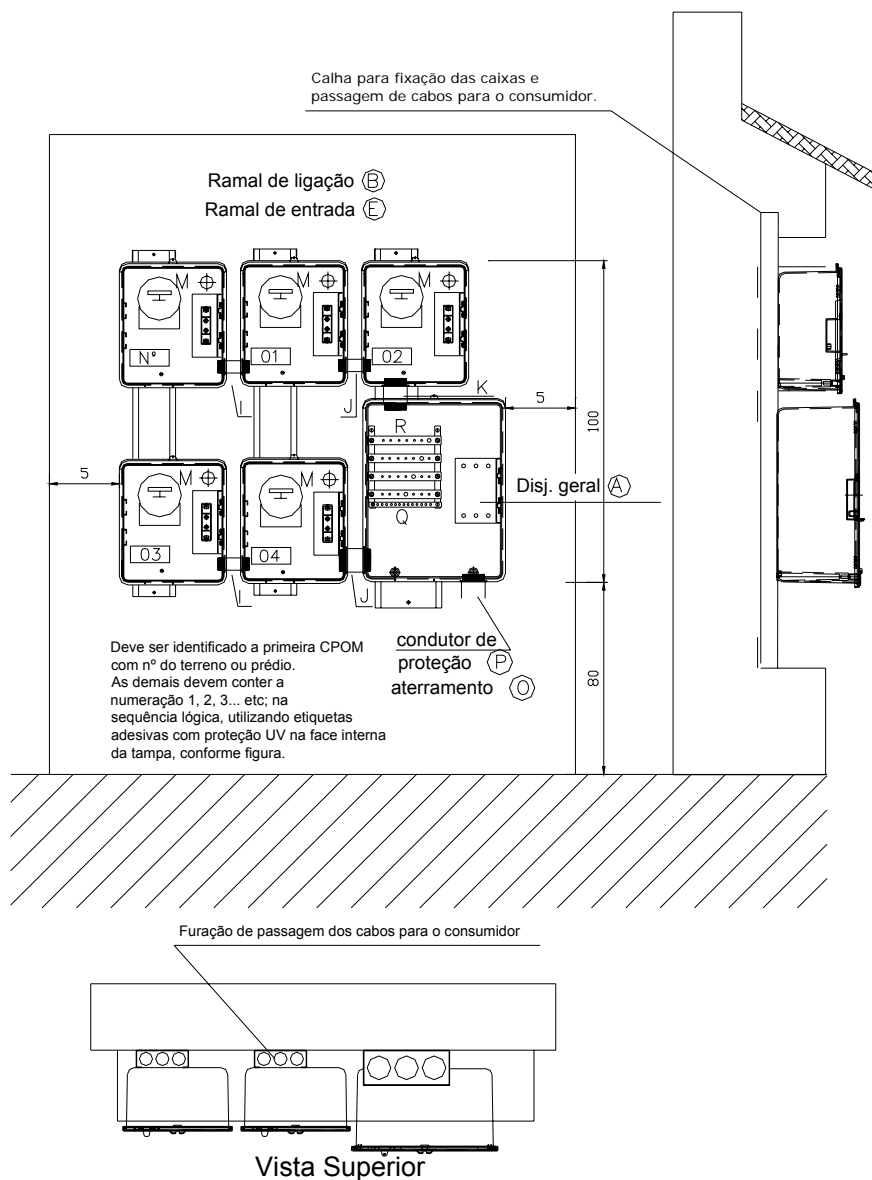 Calha para fixação das caixas e
passagem de cabos para o consumidor.
Ramal de ligação B
Ramal de entrada E
M M M
Nº 01 02
I J K
5
100
R
5
M M
Disj. geral A
Q
03 04
I J
condutor de
proteção P
aterramento O
80
Deve ser identificado a primeira CPOM
com nº do terreno ou prédio.
As demais devem conter a
numeração 1, 2, 3... etc; na
sequência lógica, utilizando etiquetas
adesivas com proteção UV na face interna
da tampa, conforme figura.
Furação de passagem dos cabos para o consumidor
Vista Superior